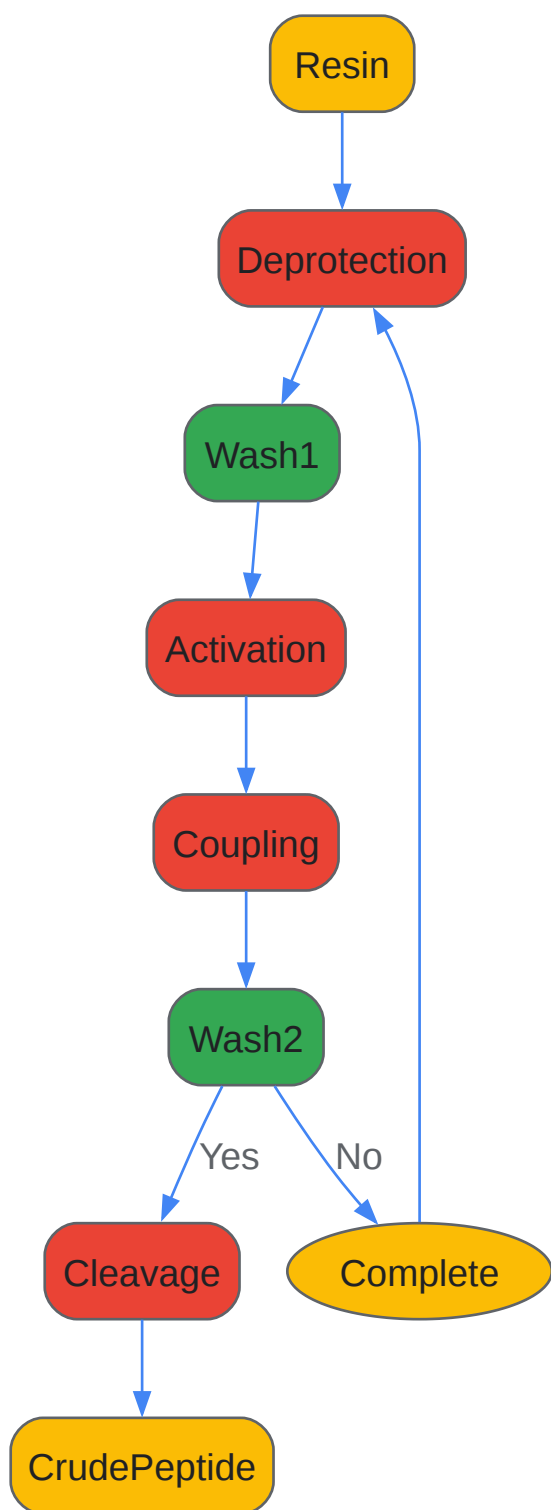 Resin
Deprotection
Wash1
Activation
Coupling
Wash2
Yes
No
Cleavage
Complete
CrudePeptide